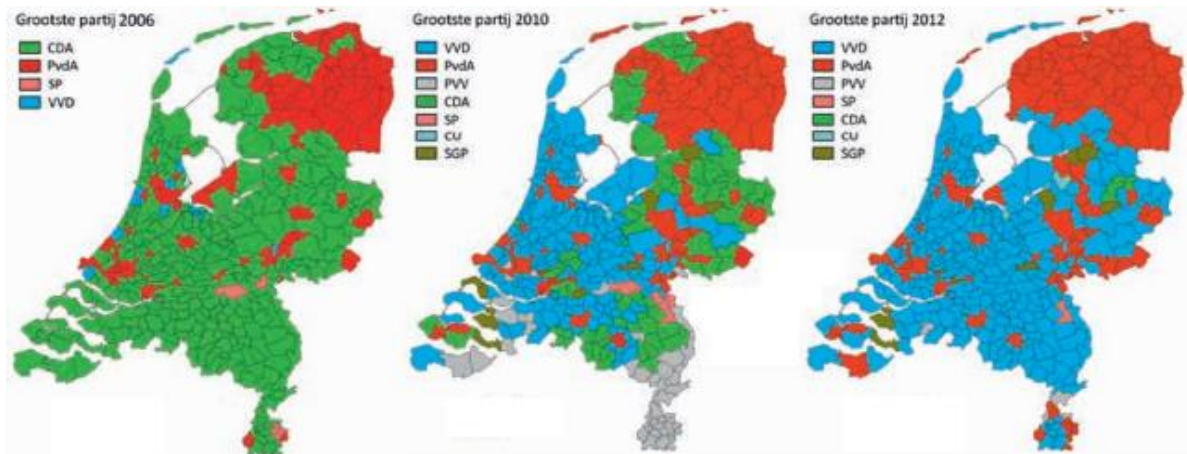 Grootste partij 2006
CDA
PvdA
SP
VVD
Grootste partij 2010
VVD
PvdA
PVV
CDA
SP
CU
SGP
Grootste partij 2012
VVD
PvdA
PVV
SP
CDA
CU
SGP